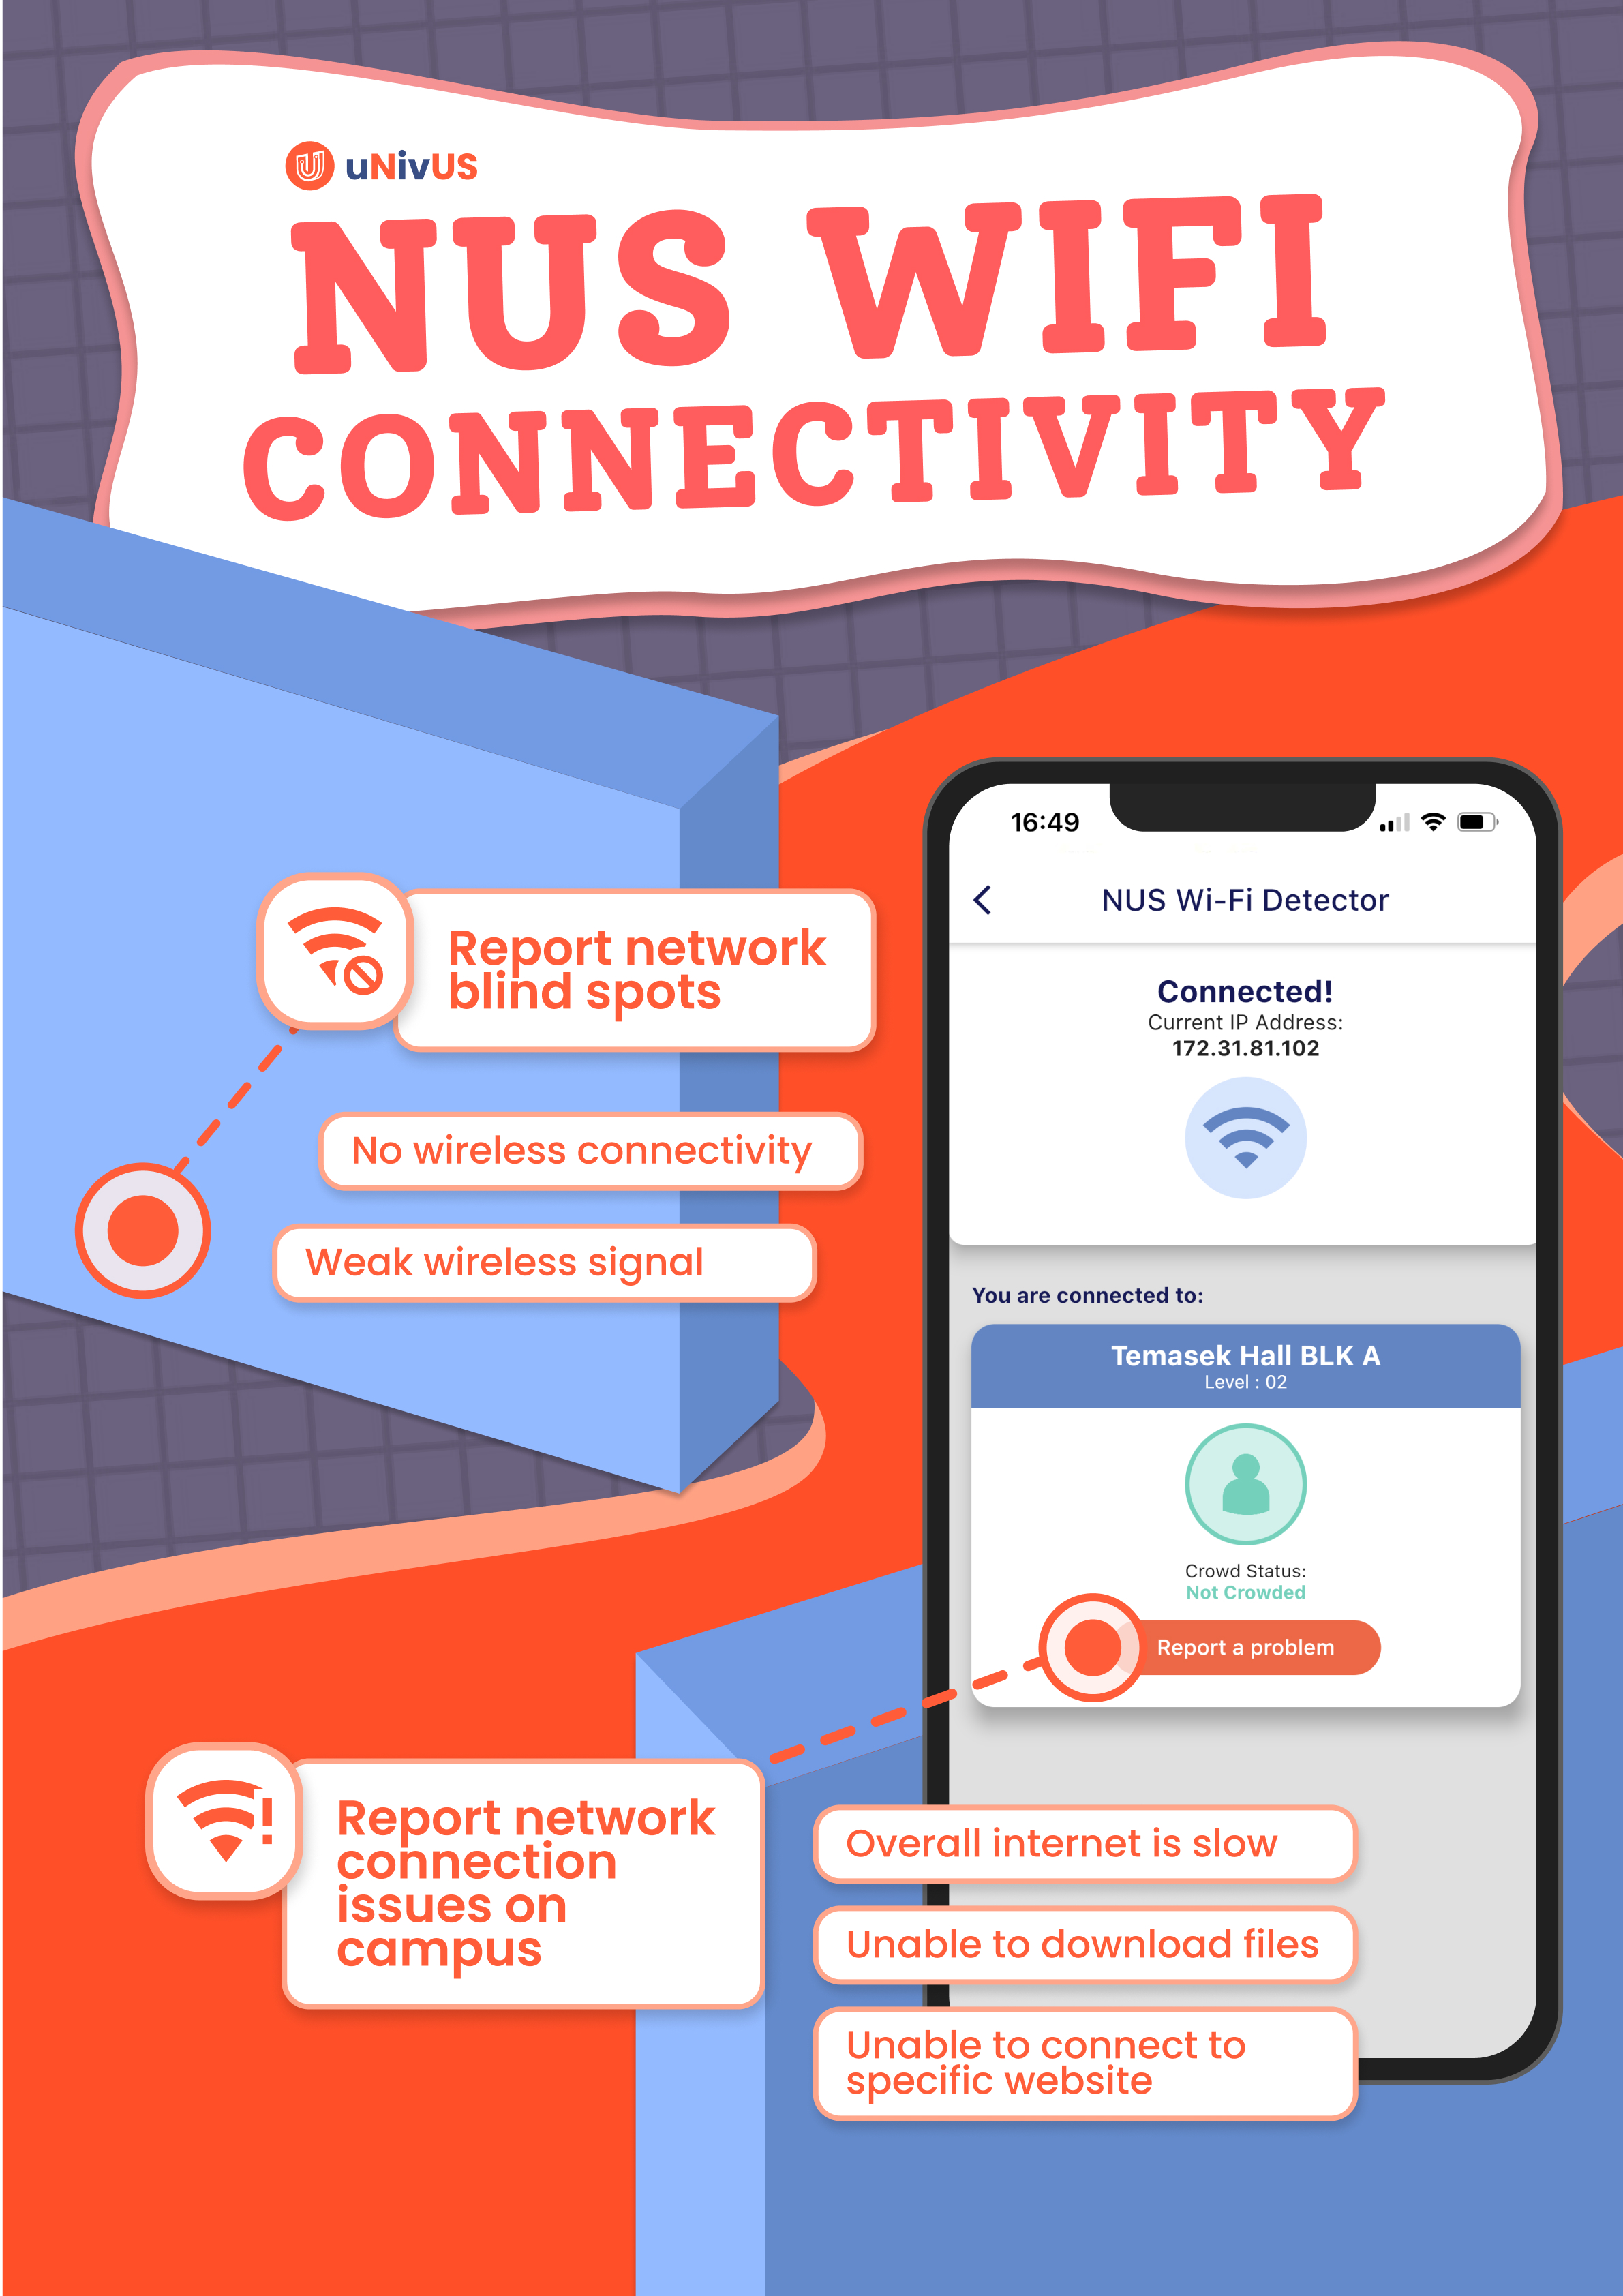 uNivUS
NUS WIFI
CONNECTIVITY
16:49
NUS Wi-Fi Detector
Connected!
Current IP Address:
172.31.81.102
Report network
blind spots
No wireless connectivity
Weak wireless signal
You are connected to:
Temasek Hall BLK A
Level : 02
Crowd Status:
Not Crowded
Report a problem
Report network
connection
issues on
campus
Overall internet is slow
Unable to download files
Unable to connect to
specific website